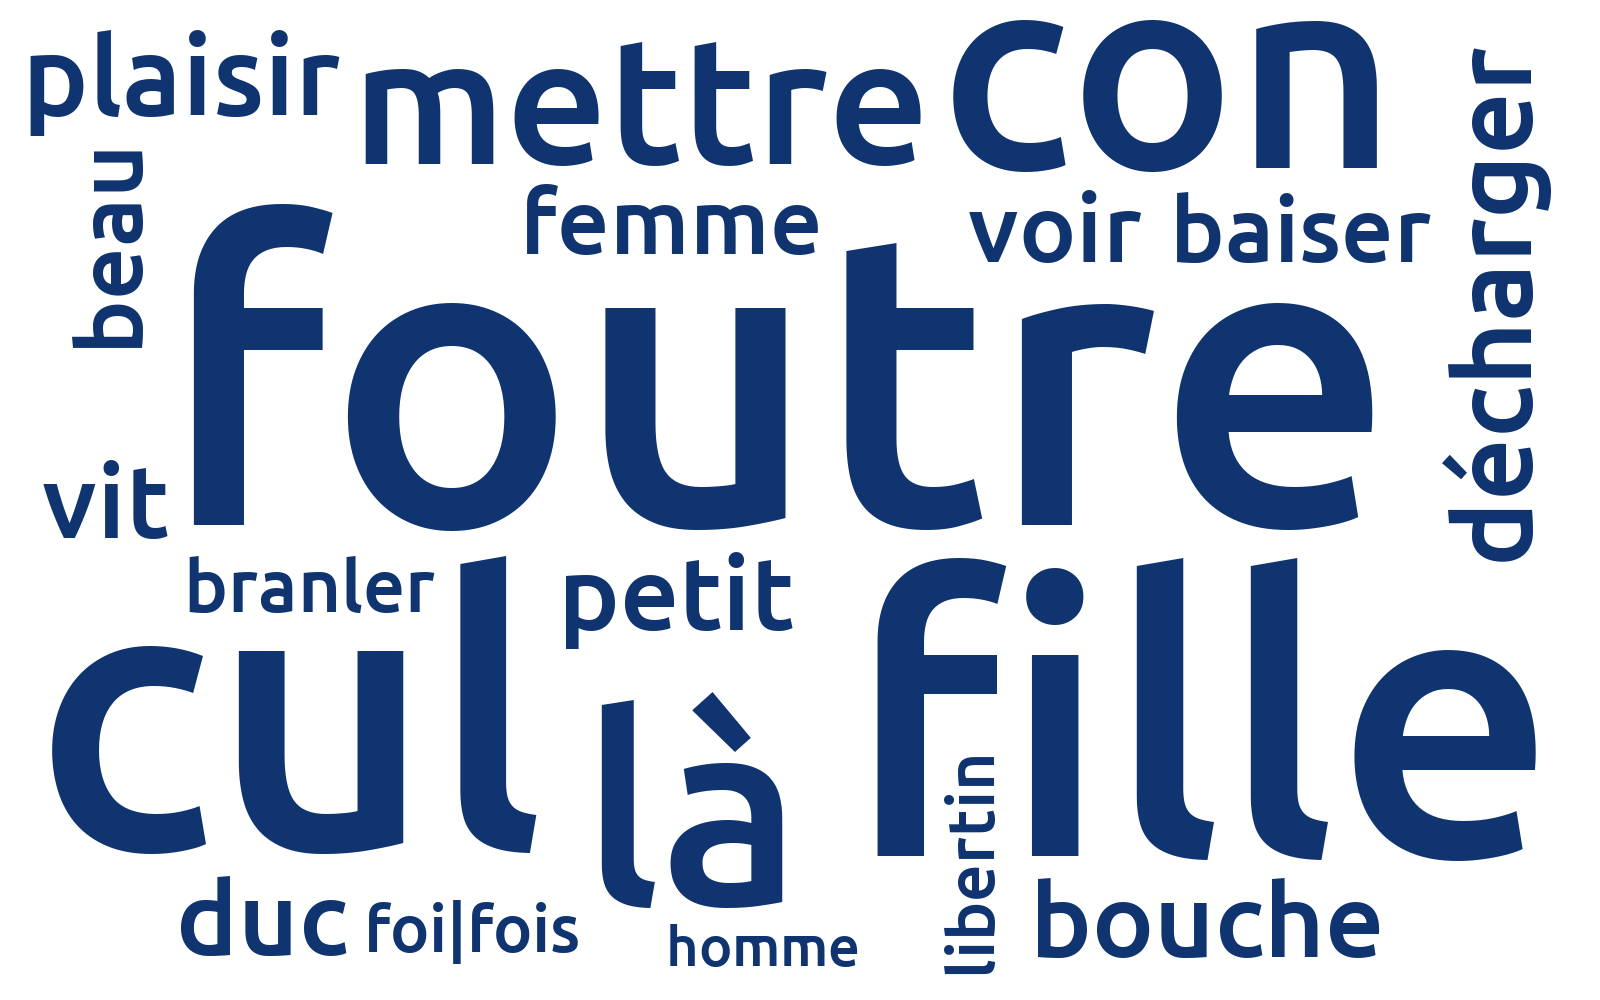 plaisir
mettre
con
décharger
beau
femme
voir
baiser
foutre
vit
branler
petit
cul
fille
là
libertin
duc
foi|fois
homme
bouche